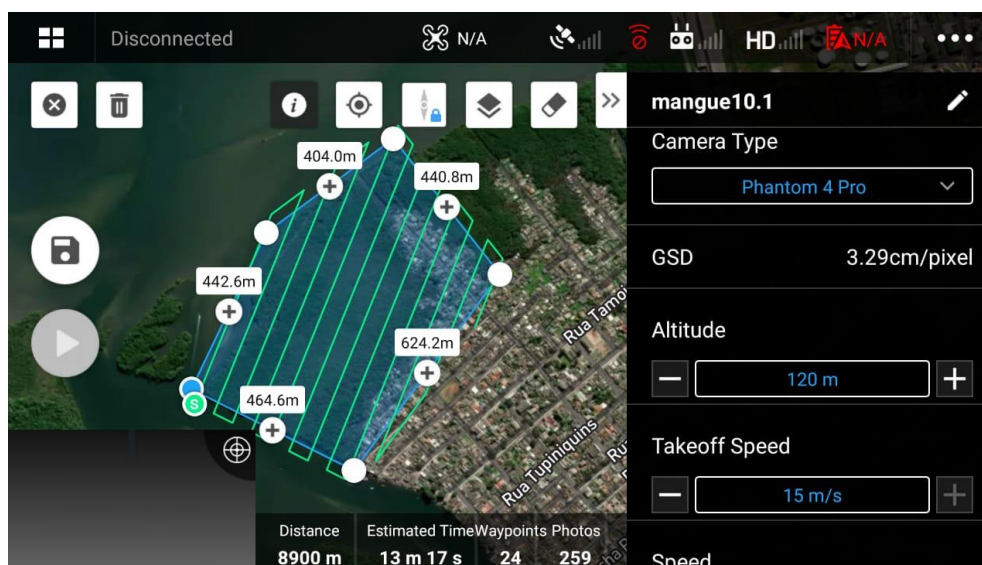 Disconnected
N/A
HD
N/A
mangue10.1
Camera Type
Phantom 4 Pro
GSD
3.29cm/pixel
Altitude
120 m
Takeoff Speed
15 m/s
Speed
404.0m
440.8m
442.6m
624.2m
464.6m
S
Rua Tupiniquins
Distance
Estimated Time
Waypoints
Photos
8900 m
13 m 17 s
24
259